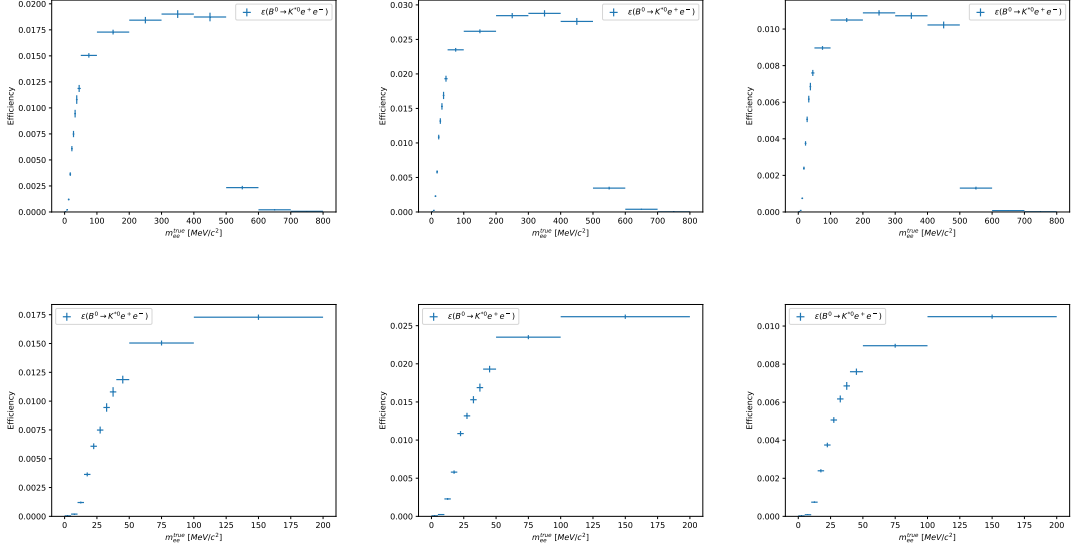 0.0200
0.0175
0.0150
0.0125
0.0100
0.0075
0.0050
0.0025
0.0000
Efficiency
ε(B⁰→K*⁰e⁺e⁻)
0 100 200 300 400 500 600 700 800
m_ee^true [MeV/c²]
0.030
0.025
0.020
0.015
0.010
0.005
0.000
Efficiency
ε(B⁰→K*⁰e⁺e⁻)
0 100 200 300 400 500 600 700 800
m_ee^true [MeV/c²]
0.010
0.008
0.006
0.004
0.002
0.000
Efficiency
ε(B⁰→K*⁰e⁺e⁻)
0 100 200 300 400 500 600 700 800
m_ee^true [MeV/c²]
0.0175
0.0150
0.0125
0.0100
0.0075
0.0050
0.0025
0.0000
Efficiency
ε(B⁰→K*⁰e⁺e⁻)
0 25 50 75 100 125 150 175 200
m_ee^true [MeV/c²]
0.025
0.020
0.015
0.010
0.005
0.000
Efficiency
ε(B⁰→K*⁰e⁺e⁻)
0 25 50 75 100 125 150 175 200
m_ee^true [MeV/c²]
0.010
0.008
0.006
0.004
0.002
0.000
Efficiency
ε(B⁰→K*⁰e⁺e⁻)
0 25 50 75 100 125 150 175 200
m_ee^true [MeV/c²]